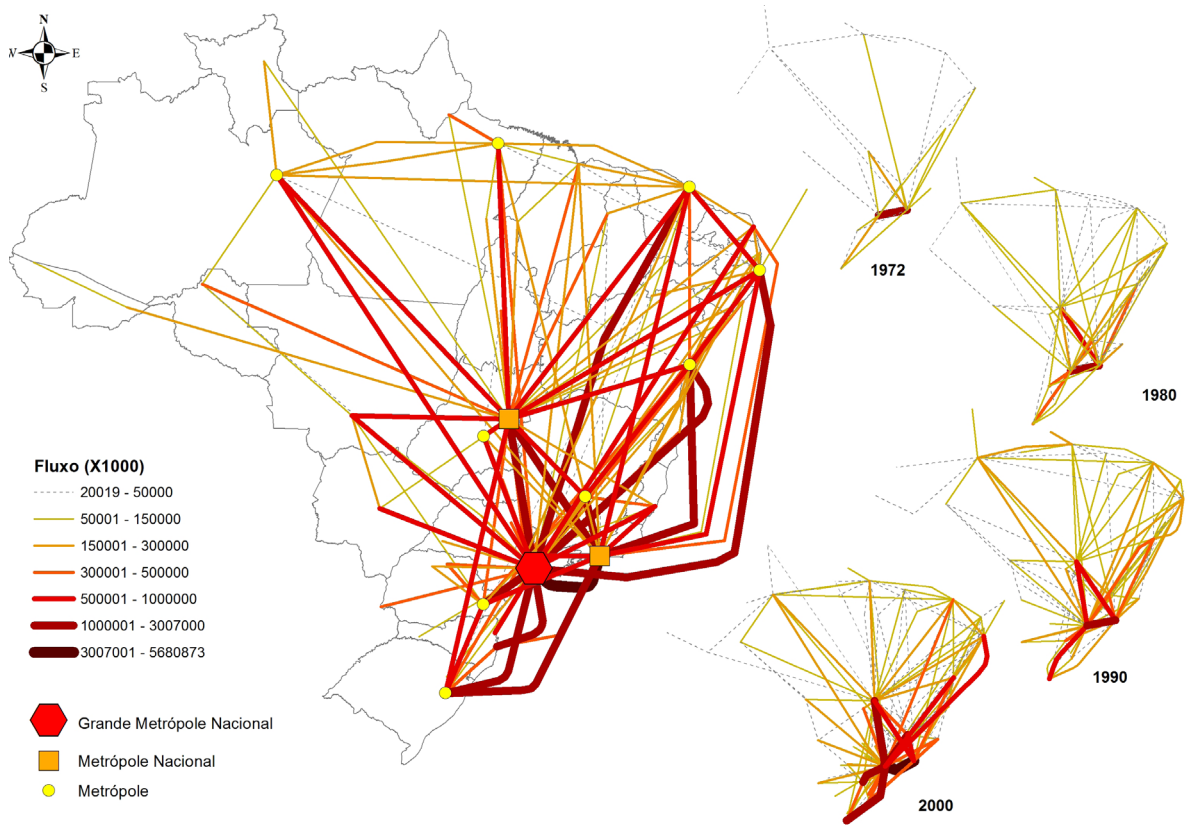 N
W
E
S
1972
1980
Fluxo (X1000)
20019 - 50000
50001 - 150000
150001 - 300000
300001 - 500000
500001 - 1000000
1000001 - 3007000
3007001 - 5680873
1990
Grande Metrópole Nacional
Metrópole Nacional
Metrópole
2000